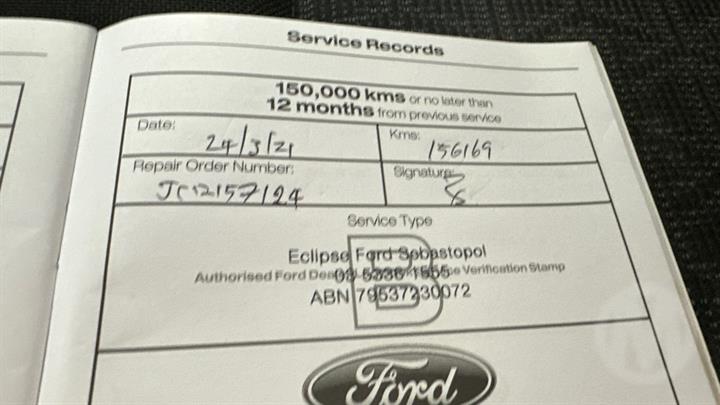 Service Records
150,000 kms or no later than
12 months from previous service
Date: 24/3/21
Kms: 156169
Repair Order Number: JC12157124
Signature:
Service Type
B
Eclipse Ford Sebastopol
Authorised Ford Verification Stamp
03 5336 1555
ABN 79537230072
Ford